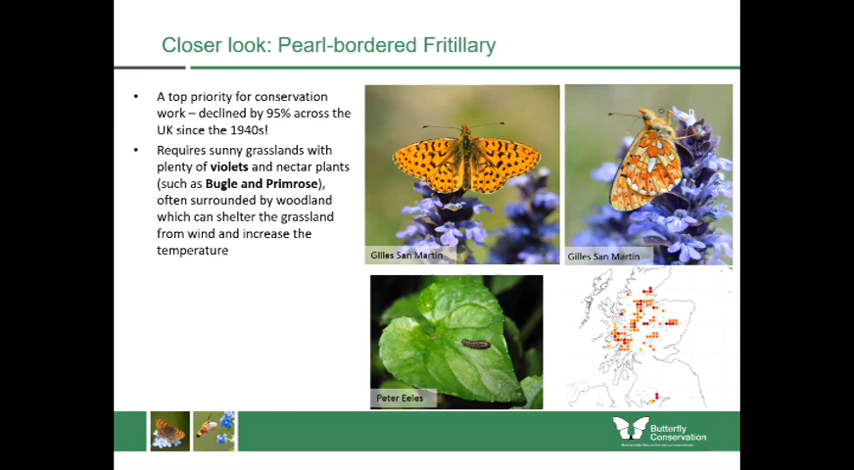 Closer look: Pearl-bordered Fritillary
• A top priority for conservation
work – declined by 95% across the
UK since the 1940s!
• Requires sunny grasslands with
plenty of violets and nectar plants
(such as Bugle and Primrose),
often surrounded by woodland
which can shelter the grassland
from wind and increase the
temperature
Gilles San Martin
Gilles San Martin
Peter Eeles
Butterfly
Conservation